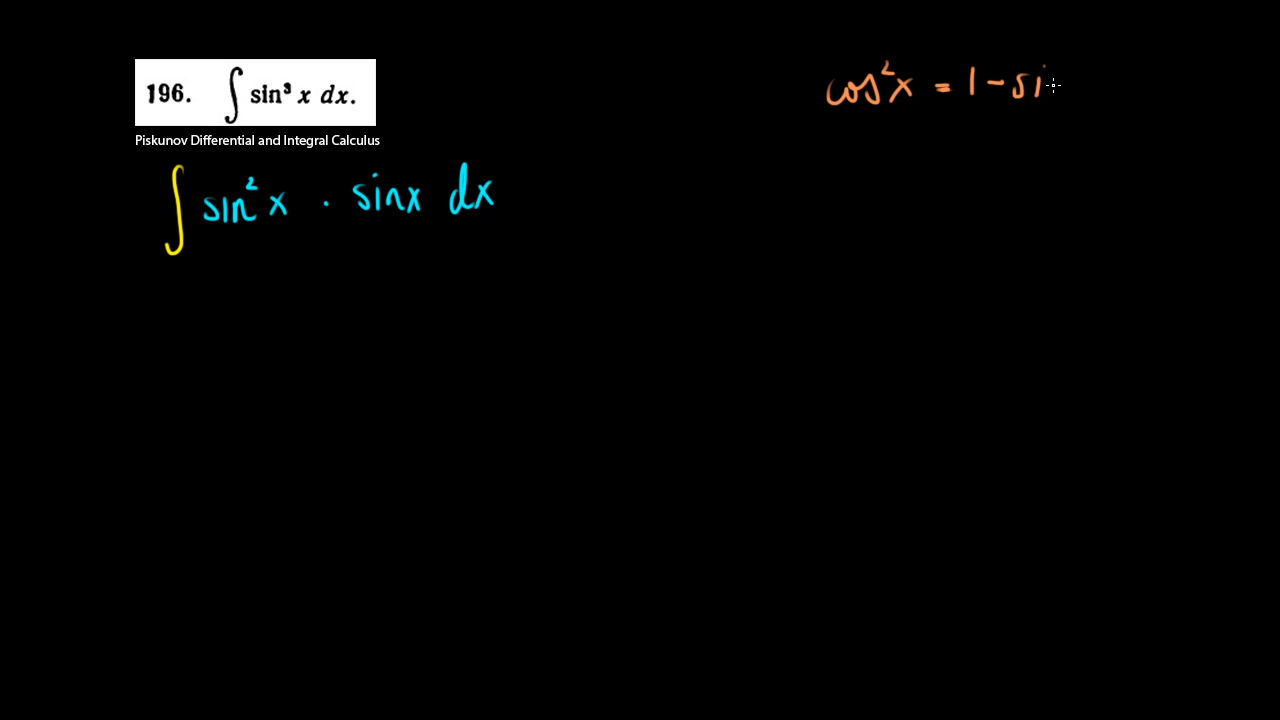 196. ∫ sin³ x dx.
cos²x = 1 - si
Piskunov Differential and Integral Calculus
∫ sin²x · sinx dx